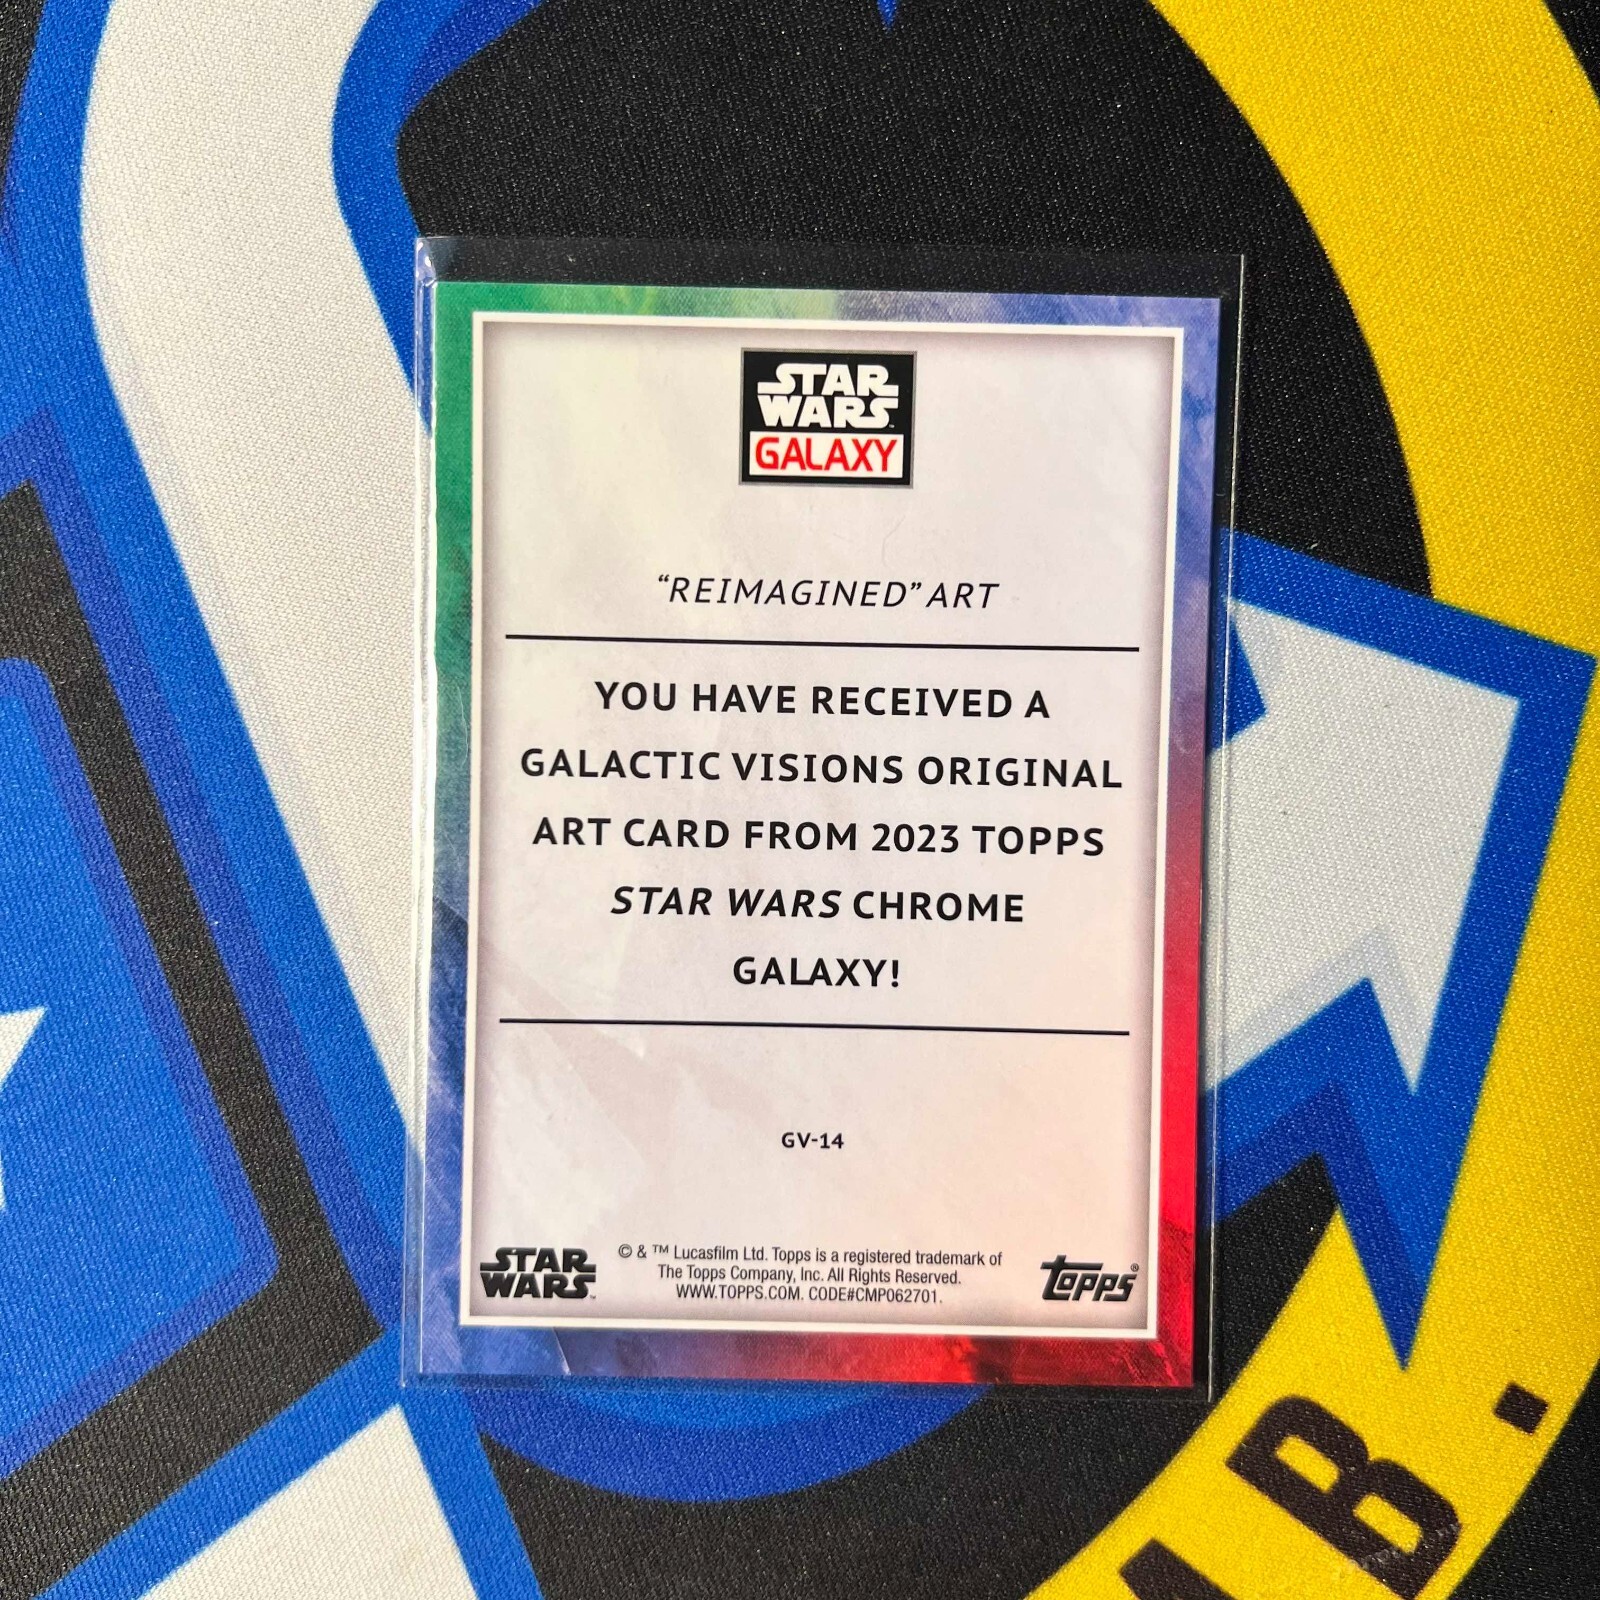 STAR
WARS
GALAXY
“REIMAGINED” ART
YOU HAVE RECEIVED A
GALACTIC VISIONS ORIGINAL
ART CARD FROM 2023 TOPPS
STAR WARS CHROME
GALAXY!
GV-14
STAR
WARS™
© & ™ Lucasfilm Ltd. Topps is a registered trademark of
The Topps Company, Inc. All Rights Reserved.
WWW.TOPPS.COM. CODE#CMP062701.
topps®
AB.